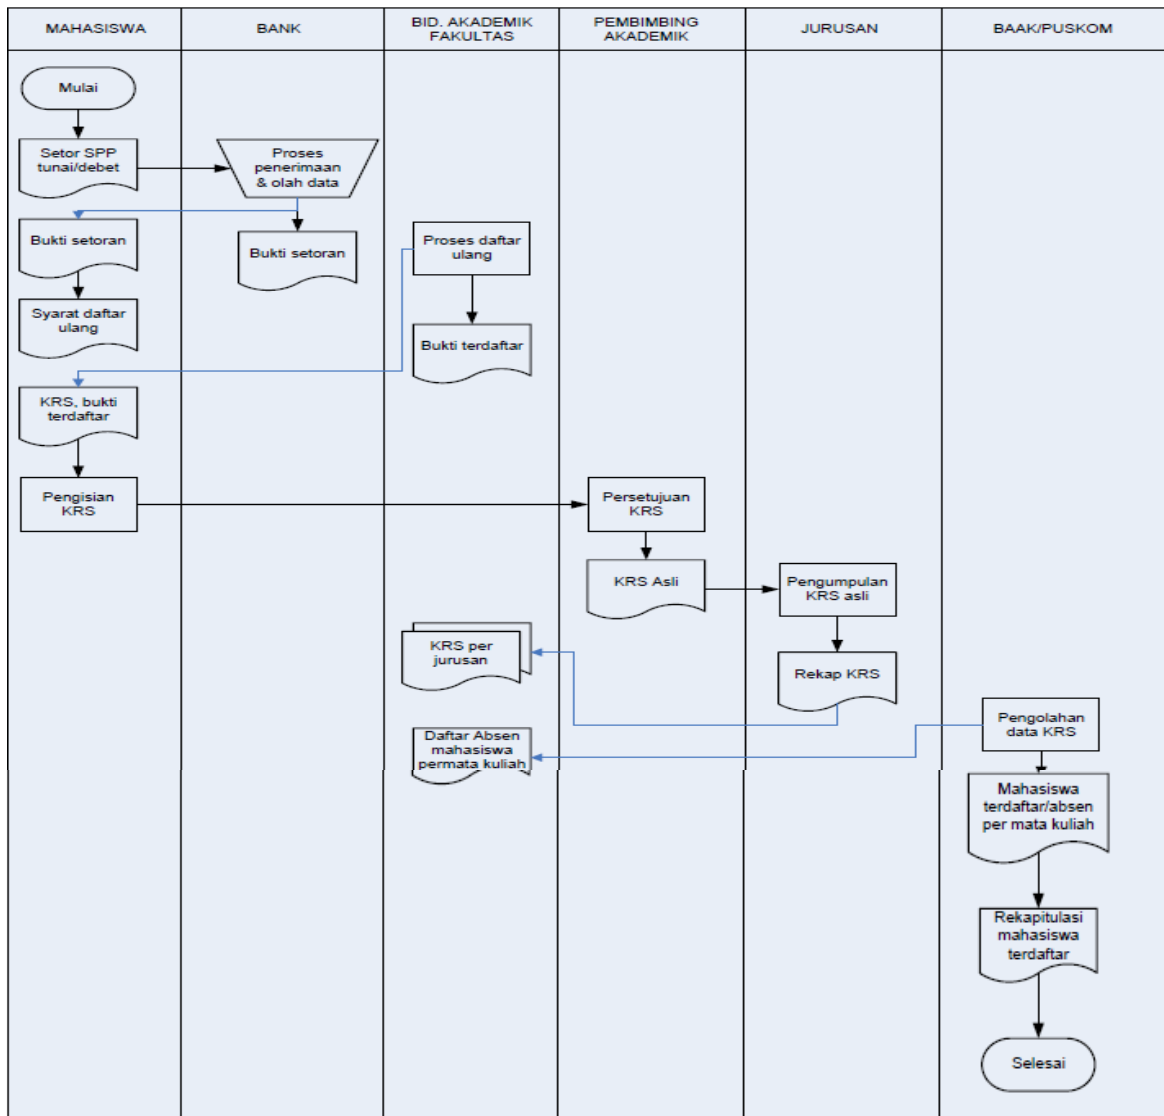 MAHASISWA
BANK
BID. AKADEMIK
FAKULTAS
PEMBIMBING
AKADEMIK
JURUSAN
BAAK/PUSKOM
Mulai
Setor SPP
tunai/debet
Proses
penerimaan
& olah data
Bukti setoran
Bukti setoran
Proses daftar
ulang
Syarat daftar
ulang
Bukti terdaftar
KRS, bukti
terdaftar
Pengisian
KRS
Persetujuan
KRS
KRS Asli
Pengumpulan
KRS asli
KRS per
jurusan
Rekap KRS
Pengolahan
data KRS
Daftar Absen
mahasiswa
permata kuliah
Mahasiswa
terdaftar/absen
per mata kuliah
Rekapitulasi
mahasiswa
terdaftar
Selesai